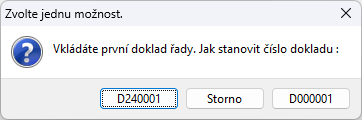 Zvolte jednu možnost.
Vkládáte první doklad řady. Jak stanovit číslo dokladu :
D240001 Storno D000001